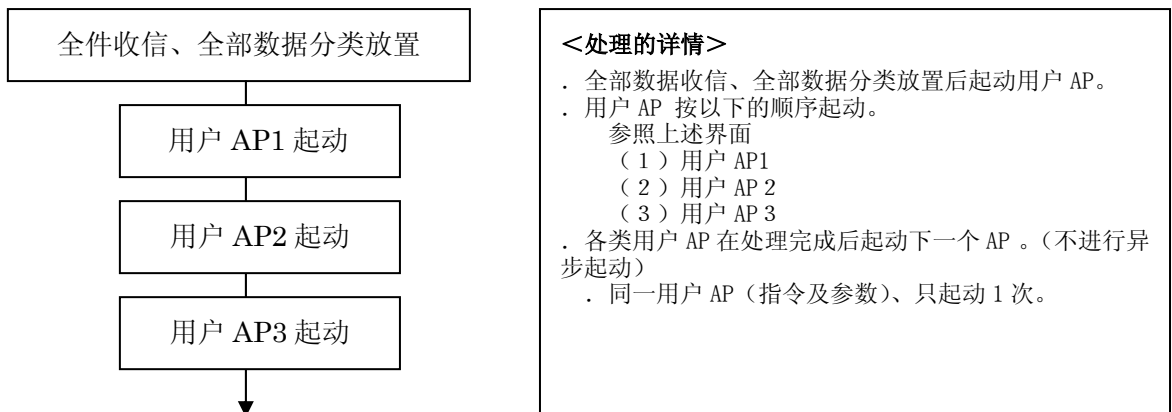 全件收信、全部数据分类放置
用户 AP1 起动
用户 AP2 起动
用户 AP3 起动
＜处理的详情＞
．全部数据收信、全部数据分类放置后起动用户 AP。
．用户 AP 按以下的顺序起动。
参照上述界面
（１）用户 AP1
（２）用户 AP２
（３）用户 AP３
．各类用户 AP 在处理完成后起动下一个 AP 。（不进行异
步起动）
．同一用户 AP（指令及参数）、只起动 1 次。